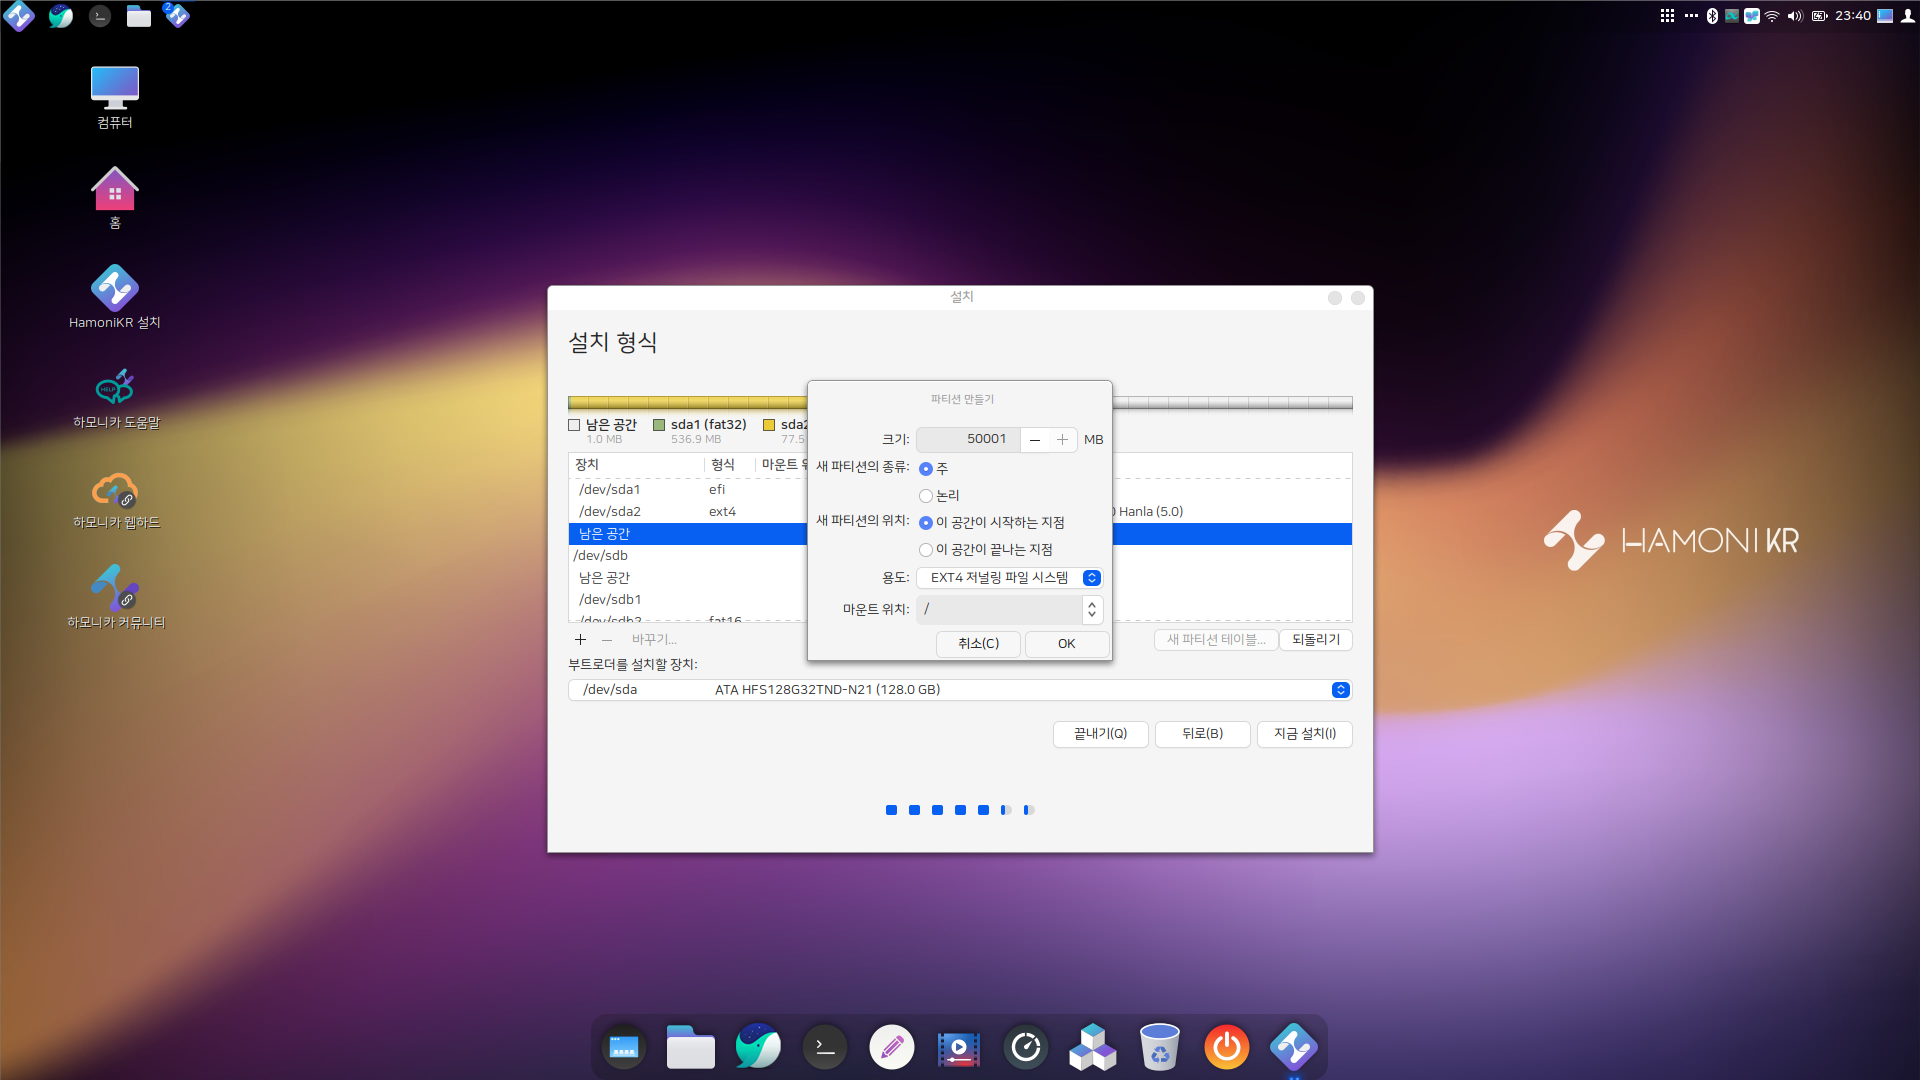 2
23:40
컴퓨터
홈
HamoniKR 설치
HELP
하모니카 도움말
하모니카 웹하드
하모니카 커뮤니티
HAMONIKR
설치
설치 형식
남은 공간 sda1 (fat32) sda2
1.0 MB 536.9 MB 77.5
장치 형식 마운트 위
/dev/sda1 efi
/dev/sda2 ext4 Hanla (5.0)
남은 공간
/dev/sdb
남은 공간
/dev/sdb1
/dev/sdb2 fat16
+ − 바꾸기... 새 파티션 테이블... 되돌리기
부트로더를 설치할 장치:
/dev/sda ATA HFS128G32TND-N21 (128.0 GB)
끝내기(Q) 뒤로(B) 지금 설치(I)
파티션 만들기
크기: 50001 − + MB
새 파티션의 종류: 주
논리
새 파티션의 위치: 이 공간이 시작하는 지점
이 공간이 끝나는 지점
용도: EXT4 저널링 파일 시스템
마운트 위치: /
취소(C) OK